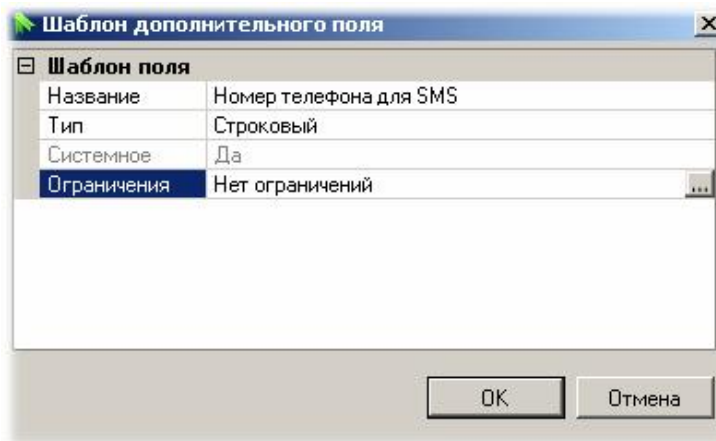 Шаблон дополнительного поля
Шаблон поля
Название Номер телефона для SMS
Тип Строковый
Системное Да
Ограничения Нет ограничений ...
OK Отмена